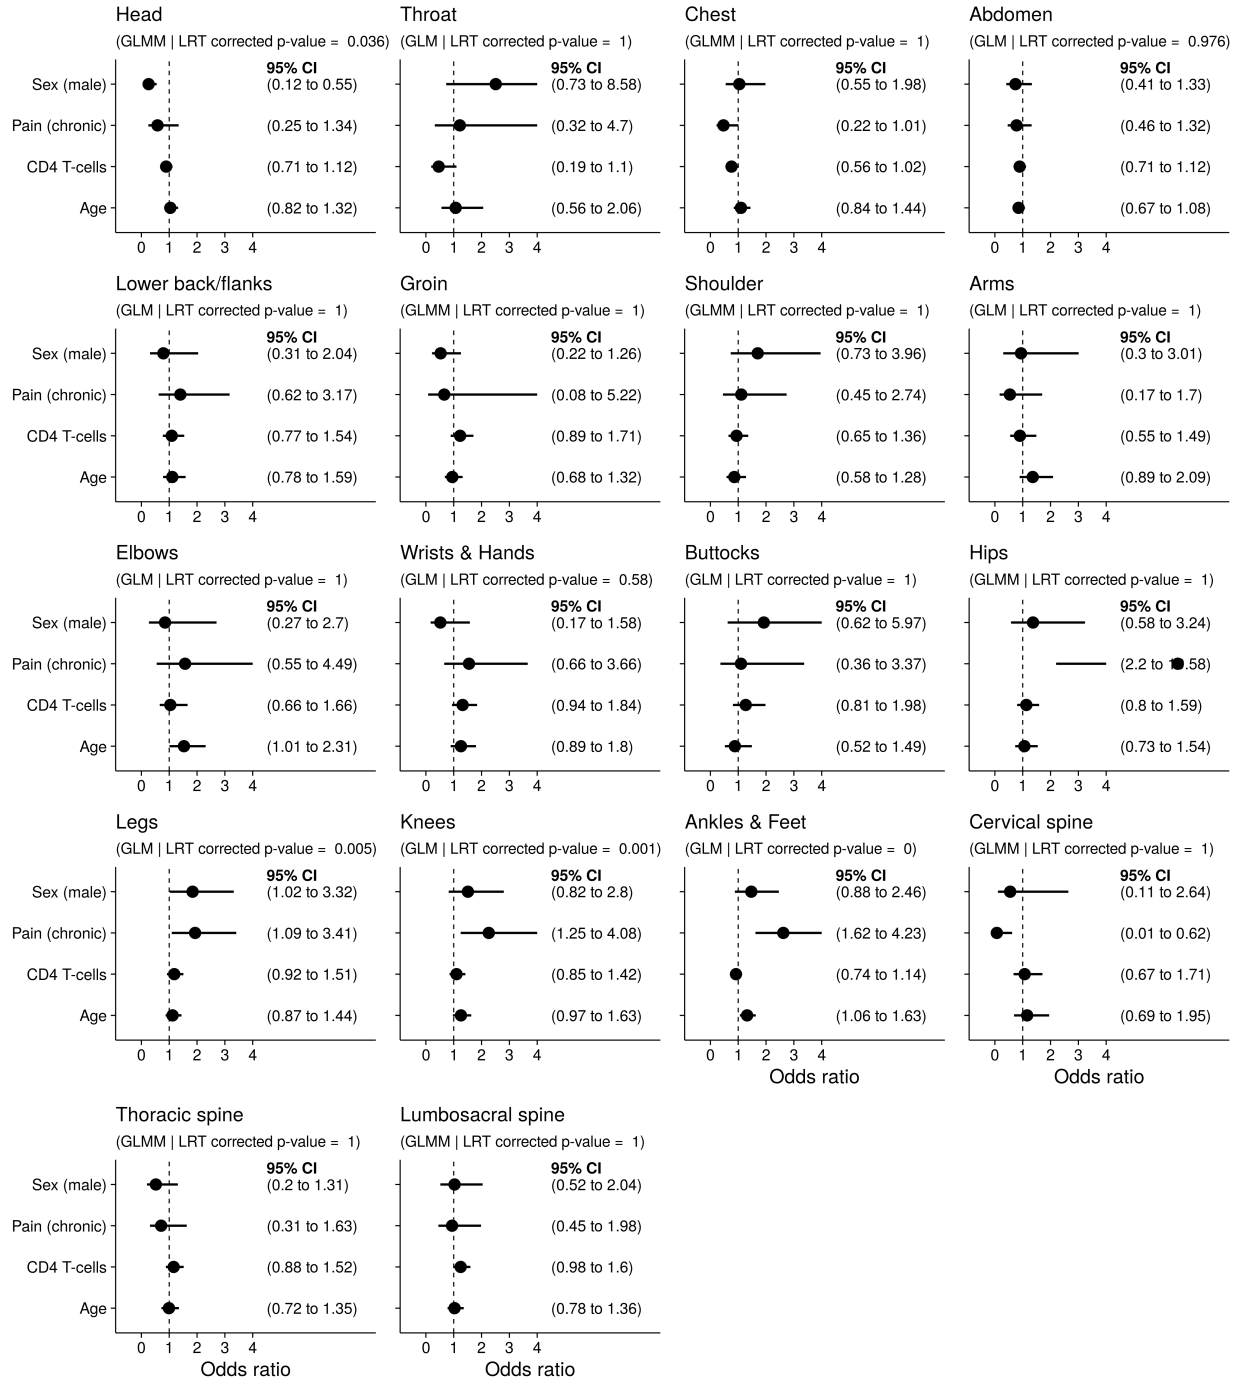 Head
(GLMM | LRT corrected p-value = 0.036)
95% CI
Sex (male) (0.12 to 0.55)
Pain (chronic) (0.25 to 1.34)
CD4 T-cells (0.71 to 1.12)
Age (0.82 to 1.32)
0 1 2 3 4
Throat
(GLM | LRT corrected p-value = 1)
95% CI
(0.73 to 8.58)
(0.32 to 4.7)
(0.19 to 1.1)
(0.56 to 2.06)
0 1 2 3 4
Chest
(GLMM | LRT corrected p-value = 1)
95% CI
(0.55 to 1.98)
(0.22 to 1.01)
(0.56 to 1.02)
(0.84 to 1.44)
0 1 2 3 4
Abdomen
(GLM | LRT corrected p-value = 0.976)
95% CI
(0.41 to 1.33)
(0.46 to 1.32)
(0.71 to 1.12)
(0.67 to 1.08)
0 1 2 3 4
Lower back/flanks
(GLM | LRT corrected p-value = 1)
95% CI
Sex (male) (0.31 to 2.04)
Pain (chronic) (0.62 to 3.17)
CD4 T-cells (0.77 to 1.54)
Age (0.78 to 1.59)
0 1 2 3 4
Groin
(GLMM | LRT corrected p-value = 1)
95% CI
(0.22 to 1.26)
(0.08 to 5.22)
(0.89 to 1.71)
(0.68 to 1.32)
0 1 2 3 4
Shoulder
(GLMM | LRT corrected p-value = 1)
95% CI
(0.73 to 3.96)
(0.45 to 2.74)
(0.65 to 1.36)
(0.58 to 1.28)
0 1 2 3 4
Arms
(GLM | LRT corrected p-value = 1)
95% CI
(0.3 to 3.01)
(0.17 to 1.7)
(0.55 to 1.49)
(0.89 to 2.09)
0 1 2 3 4
Elbows
(GLM | LRT corrected p-value = 1)
95% CI
Sex (male) (0.27 to 2.7)
Pain (chronic) (0.55 to 4.49)
CD4 T-cells (0.66 to 1.66)
Age (1.01 to 2.31)
0 1 2 3 4
Wrists & Hands
(GLM | LRT corrected p-value = 0.58)
95% CI
(0.17 to 1.58)
(0.66 to 3.66)
(0.94 to 1.84)
(0.89 to 1.8)
0 1 2 3 4
Buttocks
(GLM | LRT corrected p-value = 1)
95% CI
(0.62 to 5.97)
(0.36 to 3.37)
(0.81 to 1.98)
(0.52 to 1.49)
0 1 2 3 4
Hips
(GLMM | LRT corrected p-value = 1)
95% CI
(0.58 to 3.24)
(2.2 to
(0.8 to 1.59)
(0.73 to 1.54)
0 1 2 3 4
Legs
(GLM | LRT corrected p-value = 0.005)
95% CI
Sex (male) (1.02 to 3.32)
Pain (chronic) (1.09 to 3.41)
CD4 T-cells (0.92 to 1.51)
Age (0.87 to 1.44)
0 1 2 3 4
Knees
(GLM | LRT corrected p-value = 0.001)
95% CI
(0.82 to 2.8)
(1.25 to 4.08)
(0.85 to 1.42)
(0.97 to 1.63)
0 1 2 3 4
Ankles & Feet
(GLM | LRT corrected p-value = 0)
95% CI
(0.88 to 2.46)
(1.62 to 4.23)
(0.74 to 1.14)
(1.06 to 1.63)
0 1 2 3 4
Odds ratio
Cervical spine
(GLMM | LRT corrected p-value = 1)
95% CI
(0.11 to 2.64)
(0.01 to 0.62)
(0.67 to 1.71)
(0.69 to 1.95)
0 1 2 3 4
Odds ratio
Thoracic spine
(GLMM | LRT corrected p-value = 1)
95% CI
Sex (male) (0.2 to 1.31)
Pain (chronic) (0.31 to 1.63)
CD4 T-cells (0.88 to 1.52)
Age (0.72 to 1.35)
0 1 2 3 4
Odds ratio
Lumbosacral spine
(GLMM | LRT corrected p-value = 1)
95% CI
(0.52 to 2.04)
(0.45 to 1.98)
(0.98 to 1.6)
(0.78 to 1.36)
0 1 2 3 4
Odds ratio